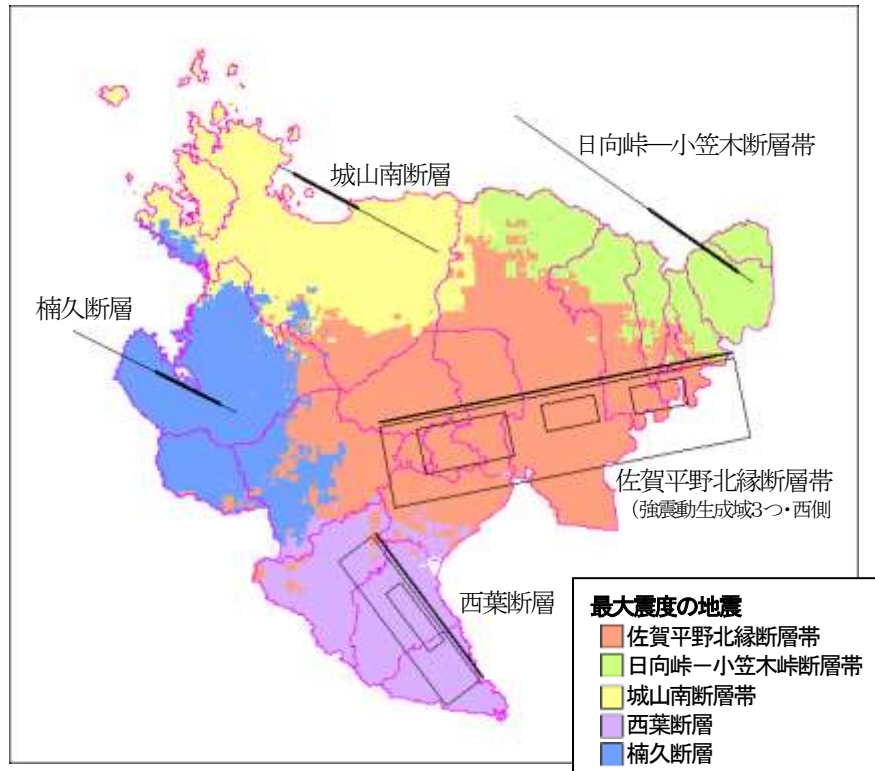 日向峠―小笠木断層帯
城山南断層
楠久断層
佐賀平野北縁断層帯
(強震動生成域3つ・西側
西葉断層
最大震度の地震
佐賀平野北縁断層帯
日向峠－小笠木峠断層帯
城山南断層帯
西葉断層
楠久断層